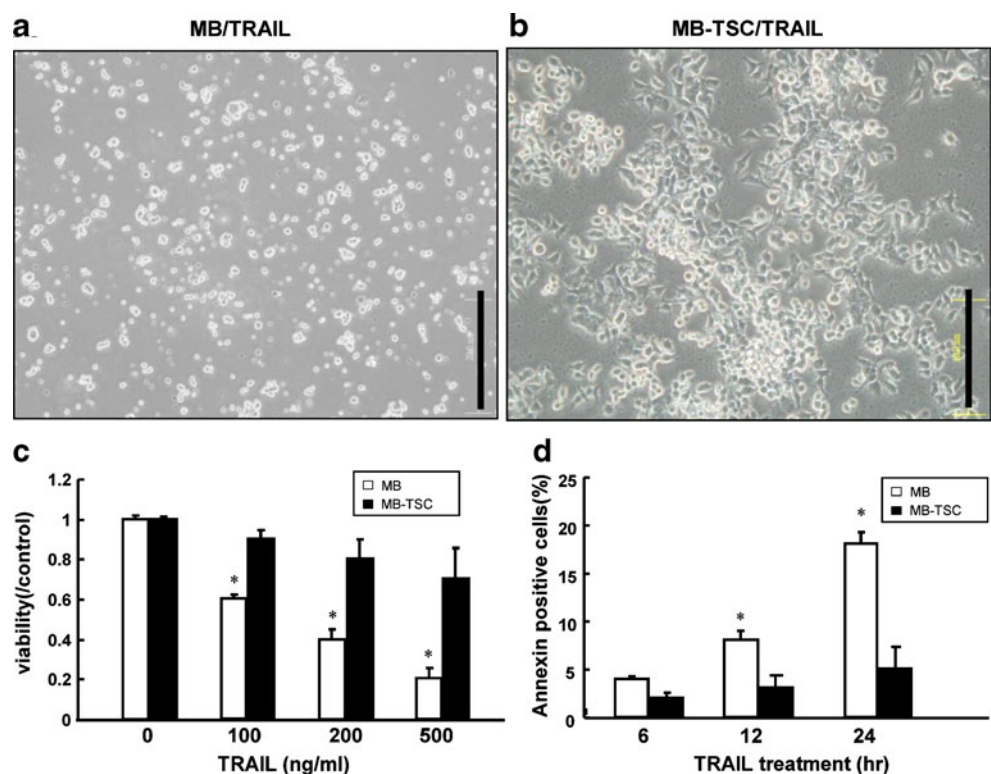 a
MB/TRAIL
b
MB-TSC/TRAIL
c
1.2
1
0.8
0.6
0.4
0.2
0
viability(/control)
MB
MB-TSC
*
*
*
0 100 200 500
TRAIL (ng/ml)
d
25
20
15
10
5
0
Annexin positive cells(%)
MB
MB-TSC
*
*
6 12 24
TRAIL treatment (hr)